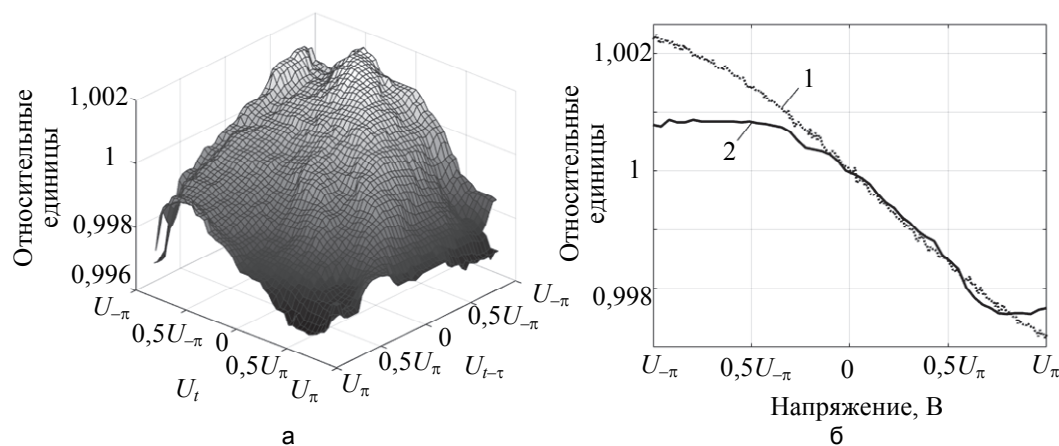 Относительные
единицы
1,002
1
0,998
0,996
U₋π
0,5U₋π
0
0,5Uπ
Uπ
Uₜ
Uπ
0,5Uπ
0
0,5U₋π
U₋π
Uₜ₋τ
а
Относительные
единицы
1,002
1
0,998
1
2
U₋π
0,5U₋π
0
0,5Uπ
Uπ
Напряжение, В
б